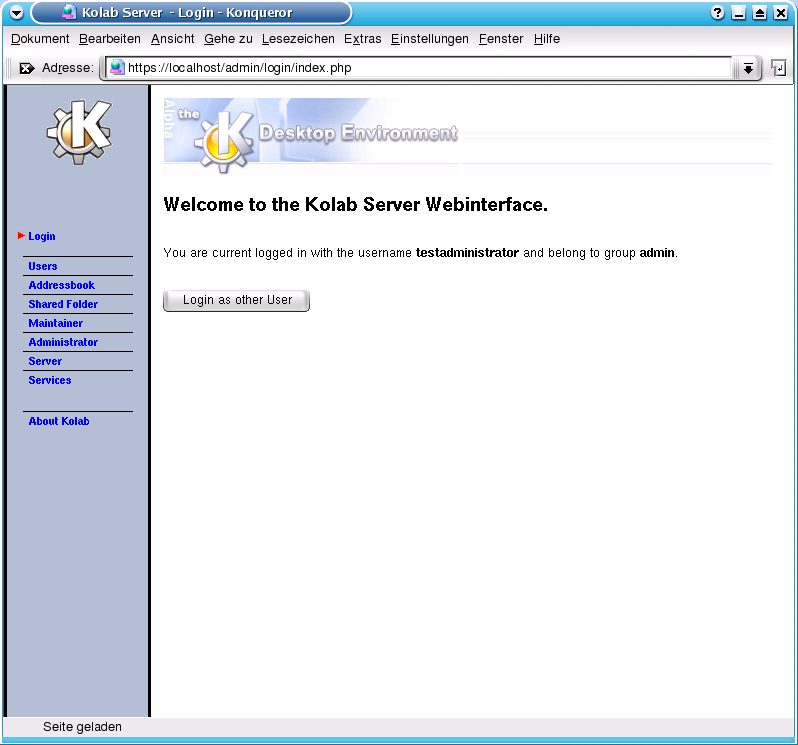 Kolab Server - Login - Konqueror
Dokument Bearbeiten Ansicht Gehe zu Lesezeichen Extras Einstellungen Fenster Hilfe
Adresse: https://localhost/admin/login/index.php
Alpha
the
K Desktop Environment
Welcome to the Kolab Server Webinterface.
You are current logged in with the username testadministrator and belong to group admin.
Login as other User
Login
Users
Addressbook
Shared Folder
Maintainer
Administrator
Server
Services
About Kolab
Seite geladen